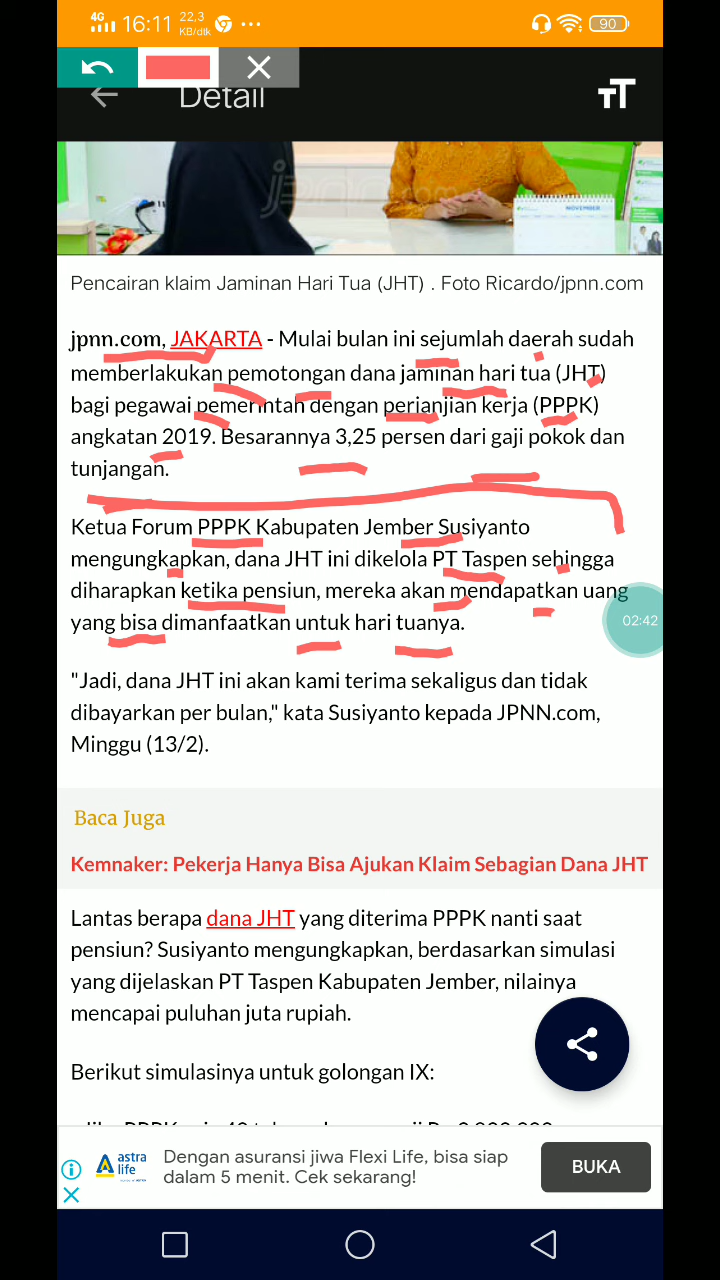 4G 16:11 22,3 KB/dtk ... 90
Detail
TT
jpnn.com
NOVEMBER
Pencairan klaim Jaminan Hari Tua (JHT) . Foto Ricardo/jpnn.com
jpnn.com, JAKARTA - Mulai bulan ini sejumlah daerah sudah
memberlakukan pemotongan dana jaminan hari tua (JHT)
bagi pegawai pemerintah dengan perjanjian kerja (PPPK)
angkatan 2019. Besarannya 3,25 persen dari gaji pokok dan
tunjangan.
Ketua Forum PPPK Kabupaten Jember Susiyanto
mengungkapkan, dana JHT ini dikelola PT Taspen sehingga
diharapkan ketika pensiun, mereka akan mendapatkan uang
yang bisa dimanfaatkan untuk hari tuanya.
02:42
"Jadi, dana JHT ini akan kami terima sekaligus dan tidak
dibayarkan per bulan," kata Susiyanto kepada JPNN.com,
Minggu (13/2).
Baca Juga
Kemnaker: Pekerja Hanya Bisa Ajukan Klaim Sebagian Dana JHT
Lantas berapa dana JHT yang diterima PPPK nanti saat
pensiun? Susiyanto mengungkapkan, berdasarkan simulasi
yang dijelaskan PT Taspen Kabupaten Jember, nilainya
mencapai puluhan juta rupiah.
Berikut simulasinya untuk golongan IX:
astra life
Dengan asuransi jiwa Flexi Life, bisa siap
dalam 5 menit. Cek sekarang!
BUKA